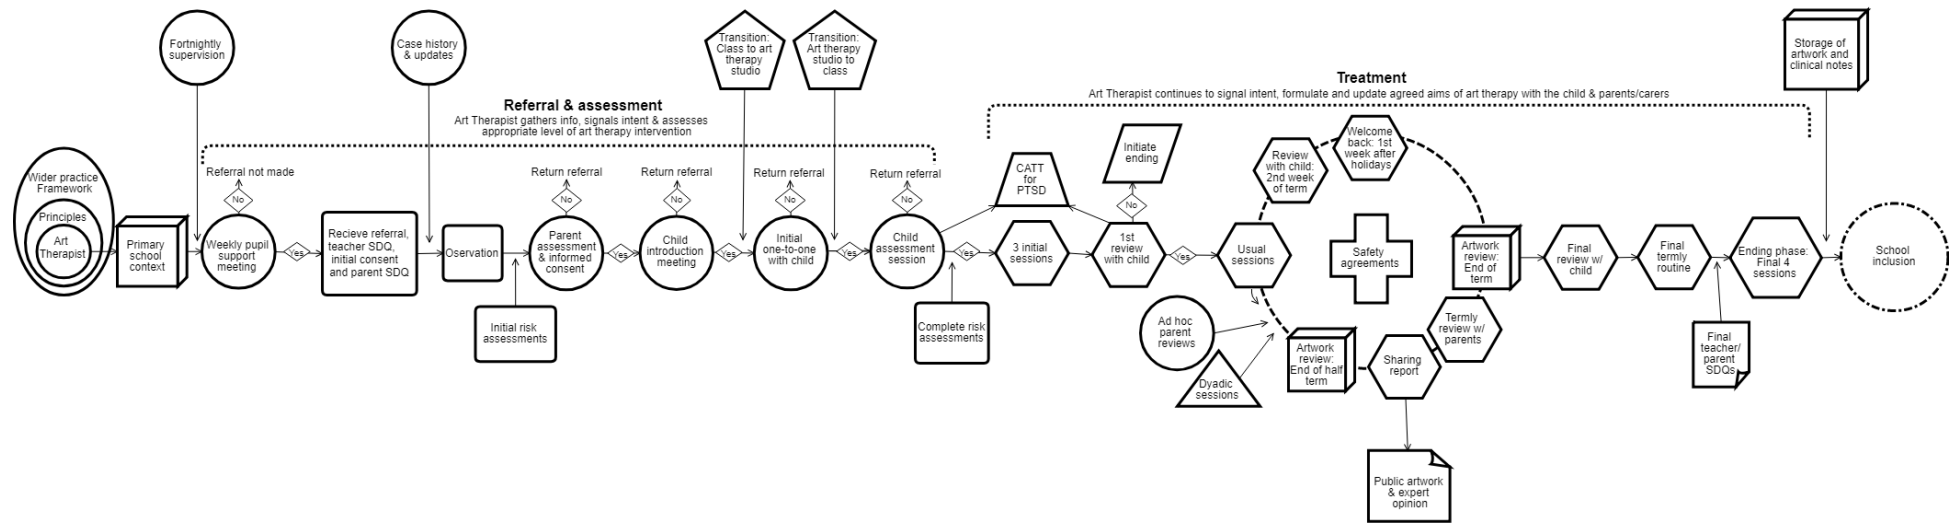 Fortnightly
supervision
Case history
& updates
Transition:
Class to art
therapy
studio
Transition:
Art therapy
studio to
class
Storage of
artwork and
clinical notes
Referral & assessment
Art Therapist gathers info, signals intent & assesses
appropriate level of art therapy intervention
Treatment
Art Therapist continues to signal intent, formulate and update agreed aims of art therapy with the child & parents/carers
Wider practice
Framework
Principles
Art
Therapist
Primary
school
context
Referral not made
No
Weekly pupil
support
meeting
Yes
Recieve referral,
teacher SDQ,
initial consent
and parent SDQ
Oservation
Initial risk
assessments
Return referral
No
Parent
assessment
& informed
consent
Yes
Return referral
No
Child
introduction
meeting
Yes
Return referral
No
Initial
one-to-one
with child
Yes
Return referral
No
Child
assessment
session
Yes
Complete risk
assessments
CATT
for
PTSD
3 initial
sessions
Initiate
ending
No
1st
review
with child
Yes
Usual
sessions
Review
with child:
2nd week
of term
Welcome
back: 1st
week after
holidays
Safety
agreements
Ad hoc
parent
reviews
Dyadic
sessions
Artwork
review:
End of half
term
Sharing
report
Termly
review w/
parents
Artwork
review:
End of
term
Public artwork
& expert
opinion
Final
review w/
child
Final
termly
routine
Final
teacher/
parent
SDQs
Ending phase:
Final 4
sessions
School
inclusion